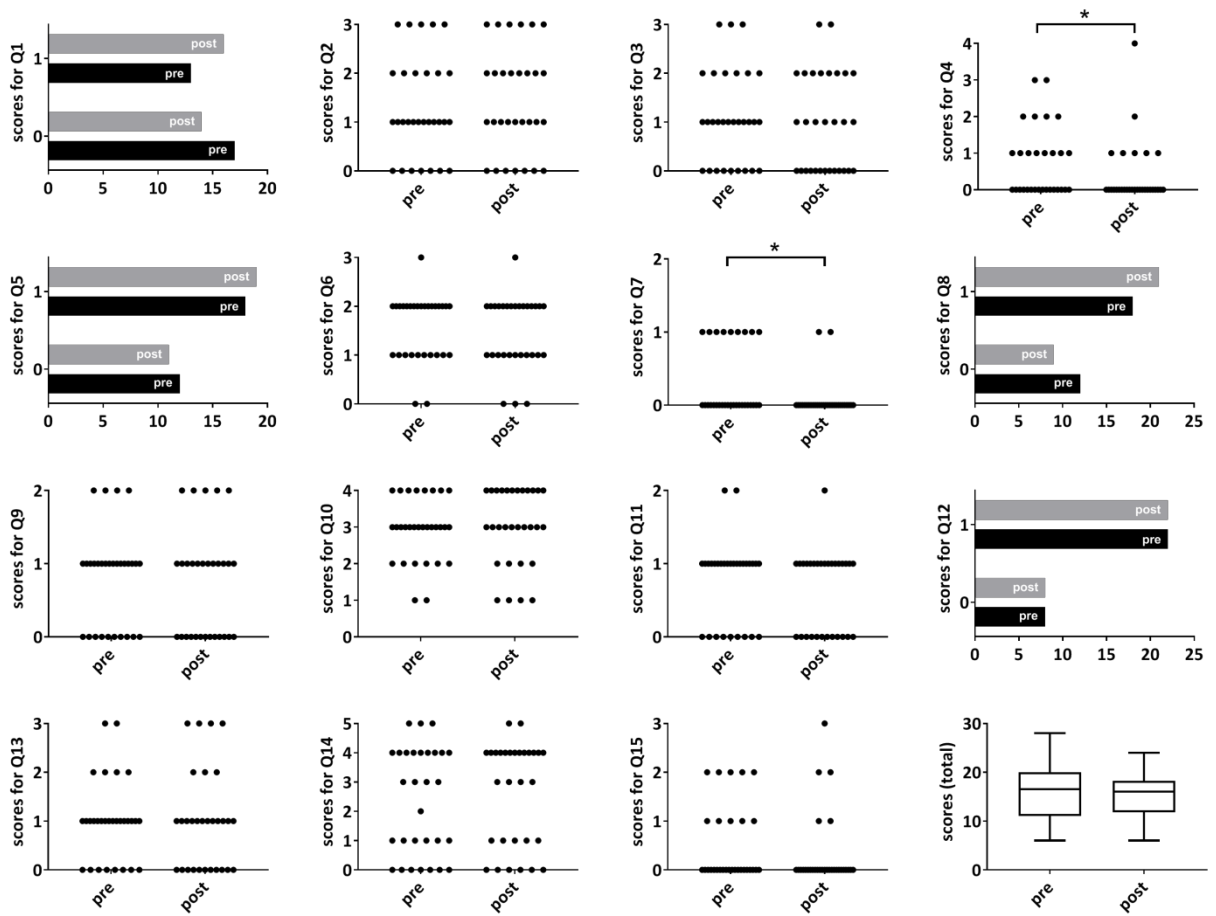 scores for Q1
1
0
post
pre
post
pre
0 5 10 15 20
scores for Q2
3
2
1
0
pre post
scores for Q3
3
2
1
0
pre post
scores for Q4
4
3
2
1
0
*
pre post
scores for Q5
1
0
post
pre
post
pre
0 5 10 15 20
scores for Q6
3
2
1
0
pre post
scores for Q7
2
1
0
*
pre post
scores for Q8
1
0
post
pre
post
pre
0 5 10 15 20 25
scores for Q9
2
1
0
pre post
scores for Q10
4
3
2
1
0
pre post
scores for Q11
2
1
0
pre post
scores for Q12
1
0
post
pre
post
pre
0 5 10 15 20 25
scores for Q13
3
2
1
0
pre post
scores for Q14
5
4
3
2
1
0
pre post
scores for Q15
3
2
1
0
pre post
scores (total)
30
20
10
0
pre post